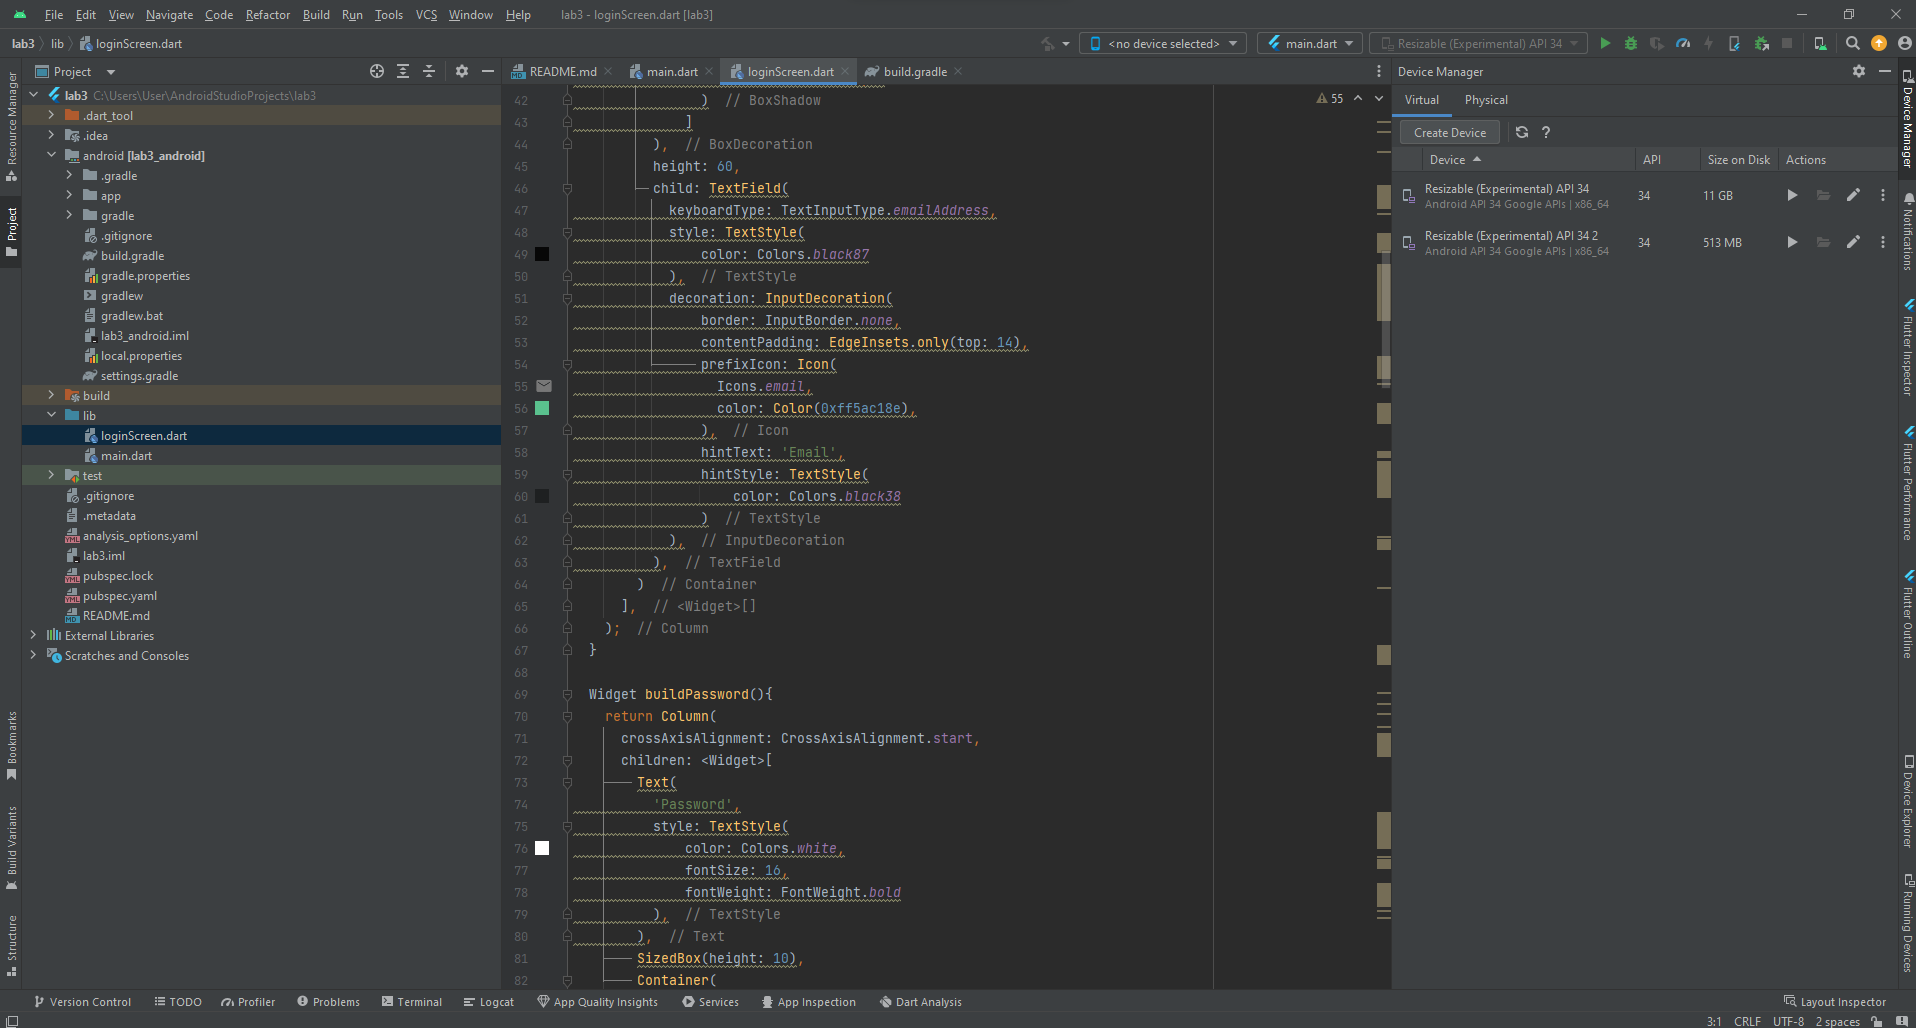 File Edit View Navigate Code Refactor Build Run Tools VCS Window Help lab3 - loginScreen.dart [lab3]
lab3 lib loginScreen.dart
<no device selected> main.dart Resizable (Experimental) API 34
Project
README.md main.dart loginScreen.dart build.gradle
lab3 C:\Users\User\AndroidStudioProjects\lab3
.dart_tool
.idea
android [lab3_android]
.gradle
app
gradle
.gitignore
build.gradle
gradle.properties
gradlew
gradlew.bat
lab3_android.iml
local.properties
settings.gradle
build
lib
loginScreen.dart
main.dart
test
.gitignore
.metadata
analysis_options.yaml
lab3.iml
pubspec.lock
pubspec.yaml
README.md
External Libraries
Scratches and Consoles
Resource Manager
Project
Bookmarks
Build Variants
Structure
55
42 ) // BoxShadow
43 ]
44 ), // BoxDecoration
45 height: 60,
46 child: TextField(
47 keyboardType: TextInputType.emailAddress,
48 style: TextStyle(
49 color: Colors.black87
50 ), // TextStyle
51 decoration: InputDecoration(
52 border: InputBorder.none,
53 contentPadding: EdgeInsets.only(top: 14),
54 prefixIcon: Icon(
55 Icons.email,
56 color: Color(0xff5ac18e),
57 ), // Icon
58 hintText: 'Email',
59 hintStyle: TextStyle(
60 color: Colors.black38
61 ) // TextStyle
62 ), // InputDecoration
63 ), // TextField
64 ) // Container
65 ], // <Widget>[]
66 ); // Column
67 }
68
69 Widget buildPassword(){
70 return Column(
71 crossAxisAlignment: CrossAxisAlignment.start,
72 children: <Widget>[
73 Text(
74 'Password',
75 style: TextStyle(
76 color: Colors.white,
77 fontSize: 16,
78 fontWeight: FontWeight.bold
79 ), // TextStyle
80 ), // Text
81 SizedBox(height: 10),
82 Container(
Device Manager
Virtual Physical
Create Device ?
Device API Size on Disk Actions
Resizable (Experimental) API 34 34 11 GB
Android API 34 Google APIs | x86_64
Resizable (Experimental) API 34 2 34 513 MB
Android API 34 Google APIs | x86_64
Device Manager
Notifications
Flutter Inspector
Flutter Performance
Flutter Outline
Device Explorer
Running Devices
Version Control TODO Profiler Problems Terminal Logcat App Quality Insights Services App Inspection Dart Analysis Layout Inspector
3:1 CRLF UTF-8 2 spaces